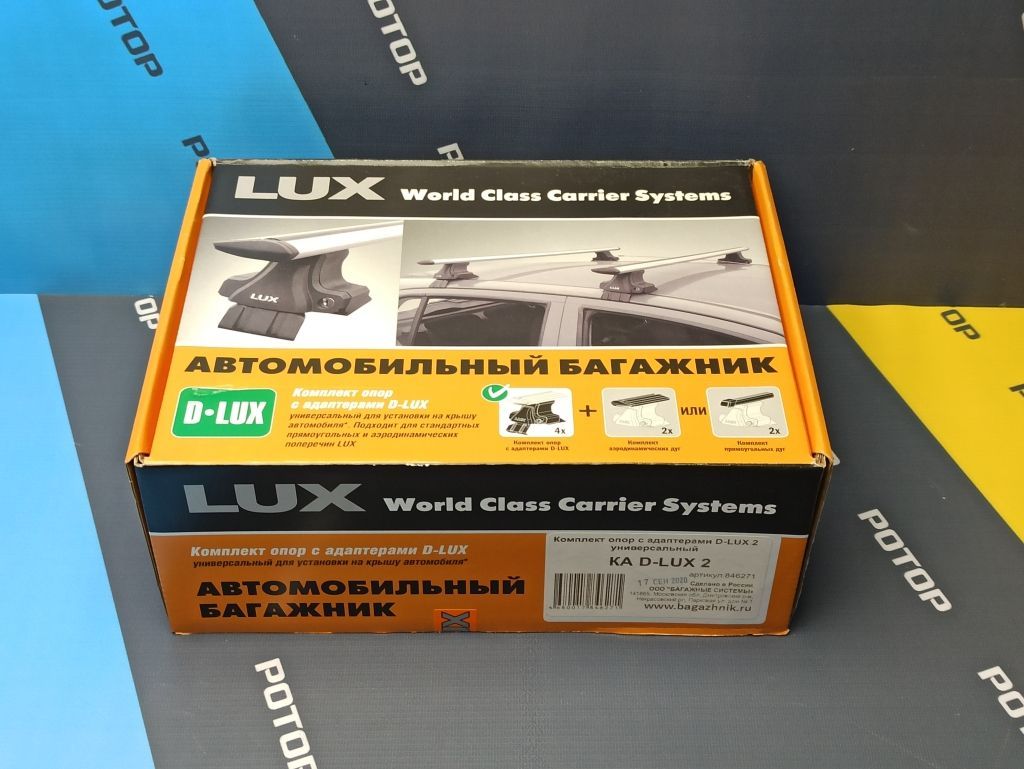 РОТОР
РОТОР
РОТОР
LUX World Class Carrier Systems
LUX
АВТОМОБИЛЬНЫЙ БАГАЖНИК
D·LUX
Комплект опор
с адаптерами D-LUX
универсальный для установки на крышу
автомобиля* Подходит для стандартных
прямоугольных и аэродинамических
поперечин LUX
4x
Комплект опор
с адаптерами D-LUX
+
2x
Комплект
аэродинамических дуг
или
2x
Комплект
прямоугольных дуг
LUX World Class Carrier Systems
Комплект опор с адаптерами D-LUX
универсальный для установки на крышу автомобиля*
АВТОМОБИЛЬНЫЙ
БАГАЖНИК
Комплект опор с адаптерами D-LUX 2
универсальный
КА D-LUX 2
артикул 846271
17 СЕН 2020
Сделано в России
ООО "БАГАЖНЫЕ СИСТЕМЫ"
www.bagazhnik.ru
РОТОР
РОТОР
РОТОР
РОТОР
РОТОР